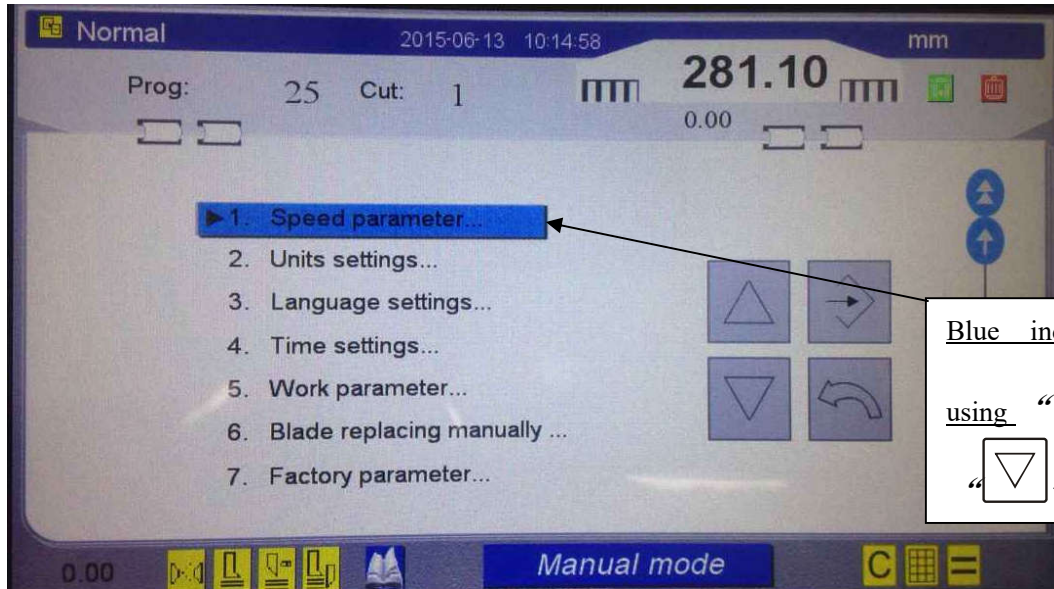 Normal 2015-06-13 10:14:58 mm
Prog: 25 Cut: 1 281.10
0.00
▶1. Speed parameter...
2. Units settings...
3. Language settings...
4. Time settings...
5. Work parameter...
6. Blade replacing manually ...
7. Factory parameter...
Blue
using “
“
0.00 Manual mode C